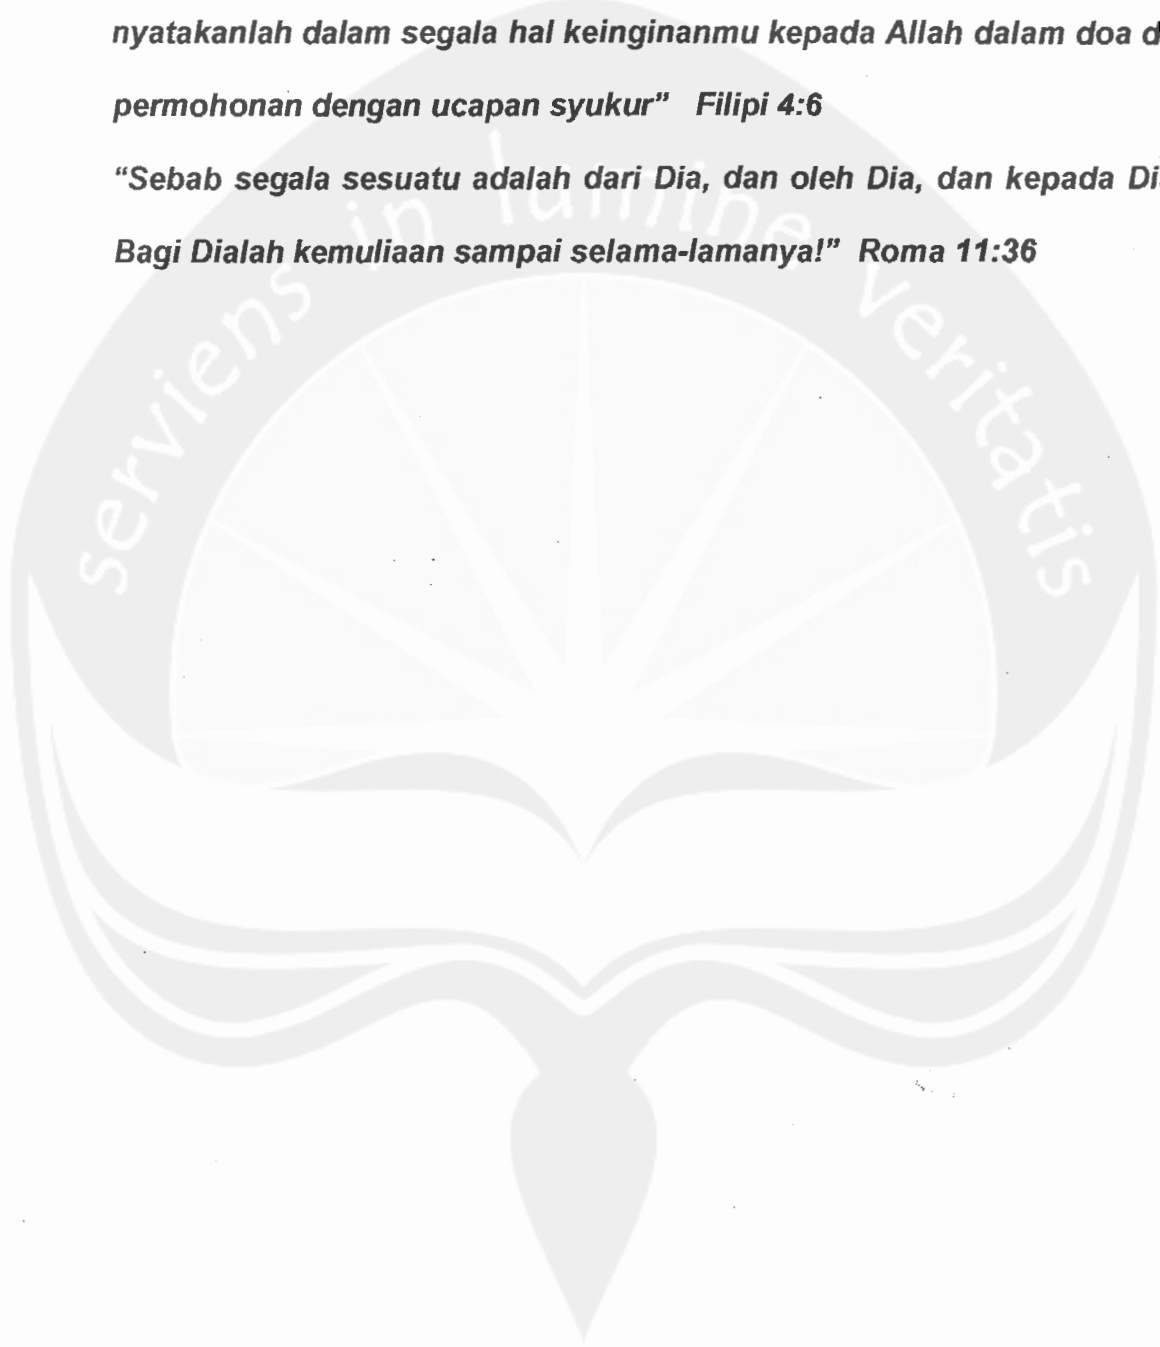 nyatakanlah dalam segala hal keinginanmu kepada Allah dalam doa d
permohonan dengan ucapan syukur” Filipi 4:6
“Sebab segala sesuatu adalah dari Dia, dan oleh Dia, dan kepada Di
Bagi Dialah kemuliaan sampai selama-lamanya!” Roma 11:36
serviens in lumine veritatis